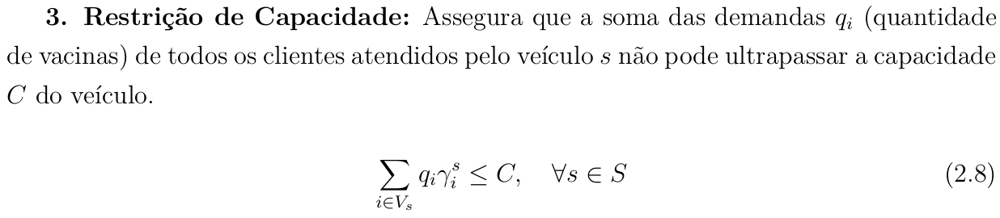 3. Restrição de Capacidade: Assegura que a soma das demandas $q_i$ (quantidade
de vacinas) de todos os clientes atendidos pelo veículo $s$ não pode ultrapassar a capacidade
$C$ do veículo.
$\sum_{i \in V_s} q_i \gamma_i^s \leq C, \quad \forall s \in S$ (2.8)